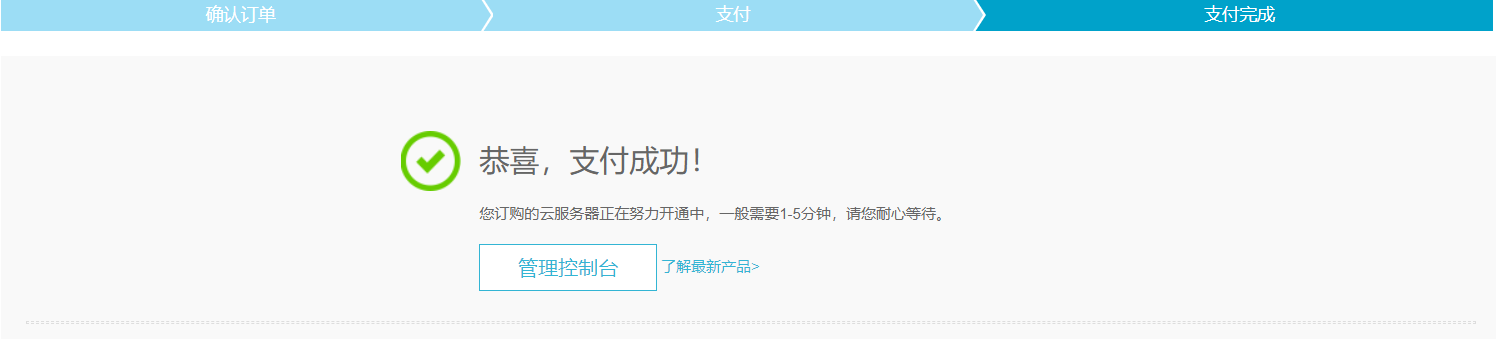 确认订单
支付
支付完成
恭喜，支付成功！
您订购的云服务器正在努力开通中，一般需要1-5分钟，请您耐心等待。
管理控制台 了解最新产品>